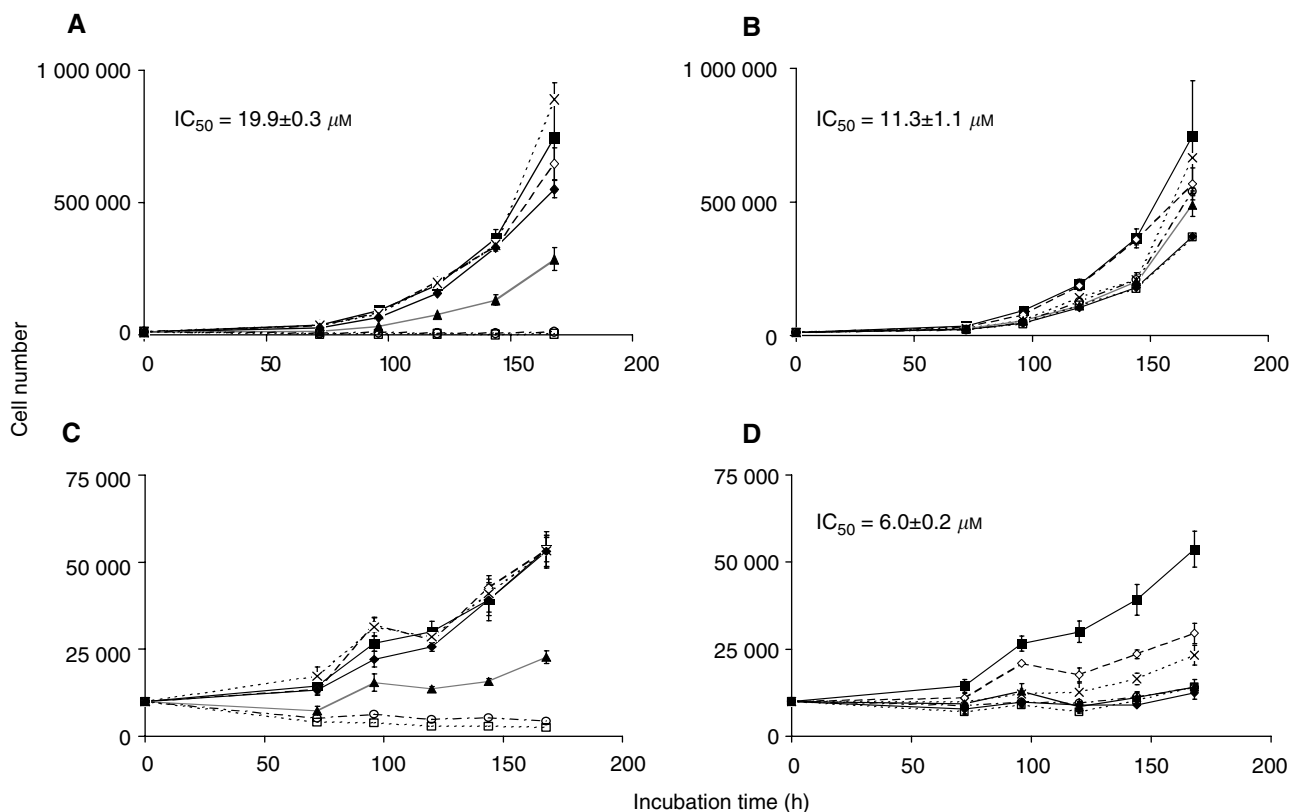 A
1 000 000
500 000
0
IC50 = 19.9±0.3 μM
0 50 100 150 200
B
1 000 000
500 000
0
IC50 = 11.3±1.1 μM
0 50 100 150 200
Cell number
C
75 000
50 000
25 000
0
0 50 100 150 200
D
75 000
50 000
25 000
0
IC50 = 6.0±0.2 μM
0 50 100 150 200
Incubation time (h)